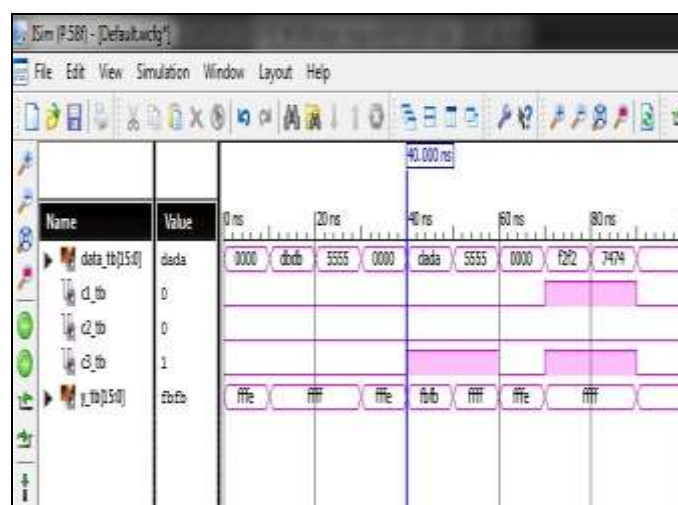 ISim (P.58f) - [Default.wcfg*]
File Edit View Simulation Window Layout Help
40.000 ns
Name Value 0 ns 20 ns 40 ns 60 ns 80 ns
data_tb[15:0] dada 0000 dbdb 5555 0000 dada 5555 0000 f2f2 7474
c1_tb 0
c2_tb 0
c3_tb 1
y_tb[15:0] fbfb fffe ffff fffe fbfb ffff fffe ffff